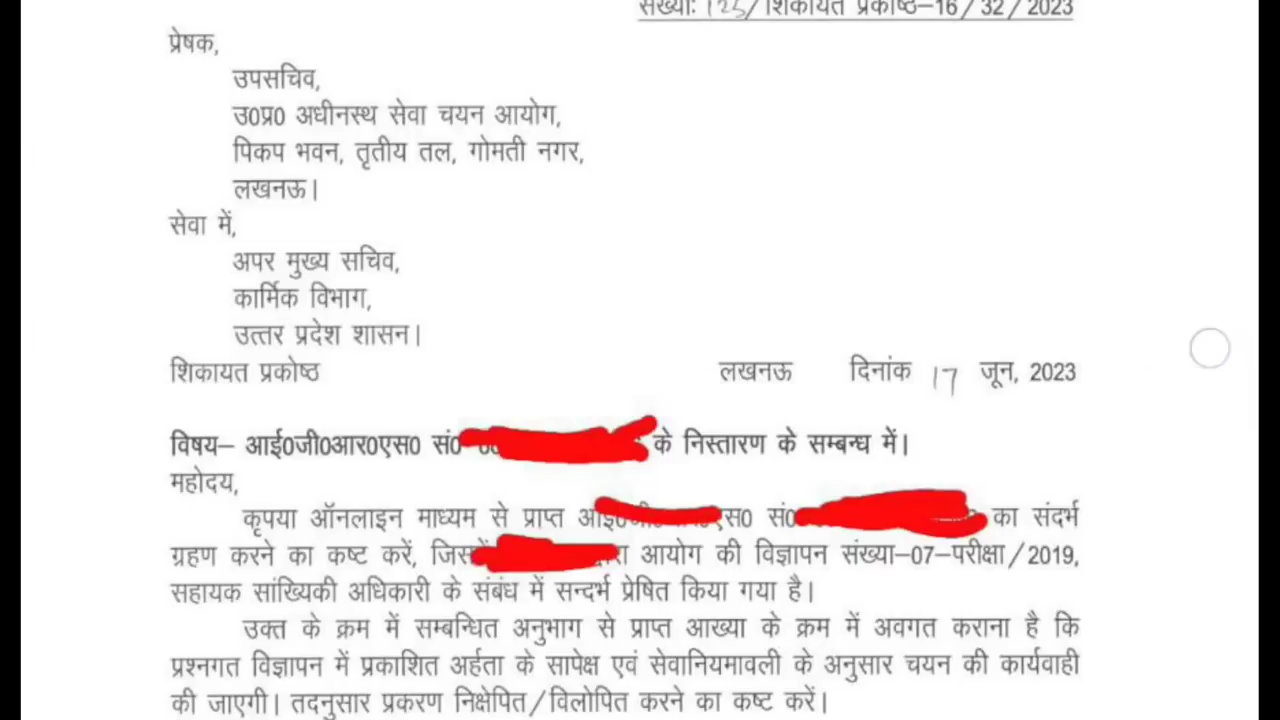 संख्याः 125/शिकायत प्रकोष्ठ–16/32/2023
प्रेषक,
उपसचिव,
उ0प्र0 अधीनस्थ सेवा चयन आयोग,
पिकप भवन, तृतीय तल, गोमती नगर,
लखनऊ।
सेवा में,
अपर मुख्य सचिव,
कार्मिक विभाग,
उत्तर प्रदेश शासन।
शिकायत प्रकोष्ठ लखनऊ दिनांक 17 जून, 2023
विषय– आई0जी0आर0एस0 सं0 के निस्तारण के सम्बन्ध में।
महोदय,
कृपया ऑनलाइन माध्यम से प्राप्त सं0 का संदर्भ
ग्रहण करने का कष्ट करें, आयोग की विज्ञापन संख्या–07–परीक्षा/2019,
सहायक सांख्यिकी अधिकारी के संबंध में सन्दर्भ प्रेषित किया गया है।
उक्त के क्रम में सम्बन्धित अनुभाग से प्राप्त आख्या के क्रम में अवगत कराना है कि
प्रश्नगत विज्ञापन में प्रकाशित अर्हता के सापेक्ष एवं सेवानियमावली के अनुसार चयन की कार्यवाही
की जाएगी। तदनुसार प्रकरण निक्षेपित/विलोपित करने का कष्ट करें।